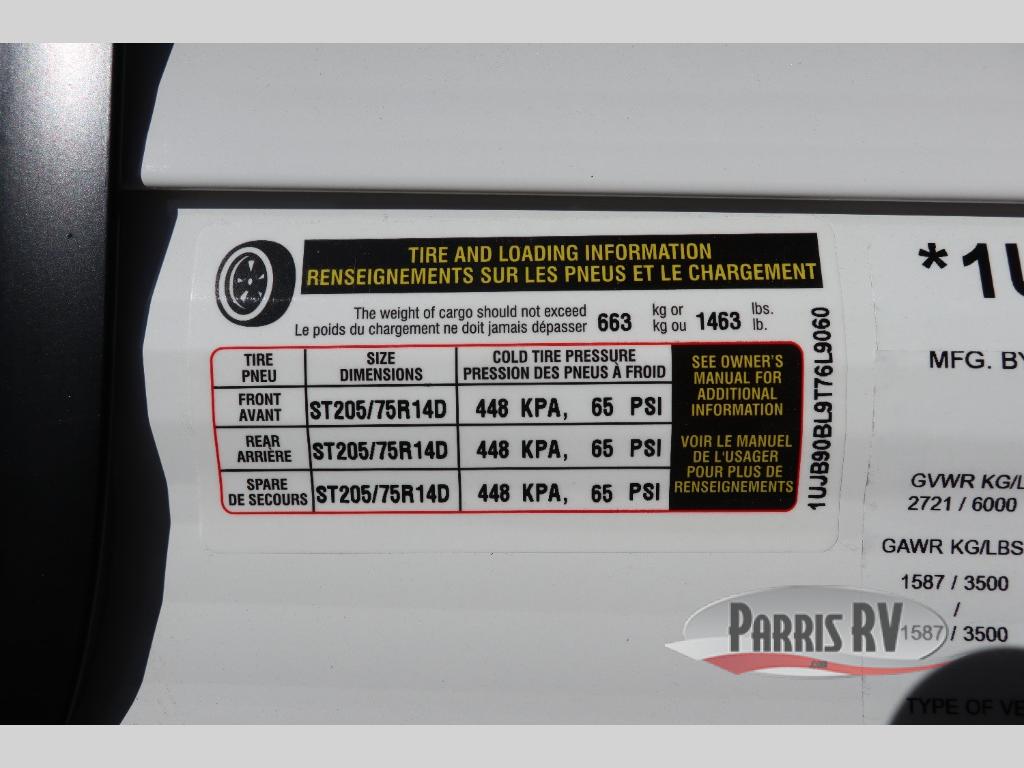 TIRE AND LOADING INFORMATION
RENSEIGNEMENTS SUR LES PNEUS ET LE CHARGEMENT
The weight of cargo should not exceed 663 kg or 1463 lbs.
Le poids du chargement ne doit jamais dépasser kg ou lb.
TIRE PNEU
SIZE DIMENSIONS
COLD TIRE PRESSURE
PRESSION DES PNEUS À FROID
FRONT AVANT ST205/75R14D 448 KPA, 65 PSI
REAR ARRIÈRE ST205/75R14D 448 KPA, 65 PSI
SPARE DE SECOURS ST205/75R14D 448 KPA, 65 PSI
SEE OWNER'S
MANUAL FOR
ADDITIONAL
INFORMATION
VOIR LE MANUEL
DE L'USAGER
POUR PLUS DE
RENSEIGNEMENTS
1UJB90BL9T76L9060
*1U
MFG. BY
GVWR KG/L
2721 / 6000
GAWR KG/LBS
1587 / 3500
/
1587 / 3500
TYPE OF VE
PARRIS RV
.com